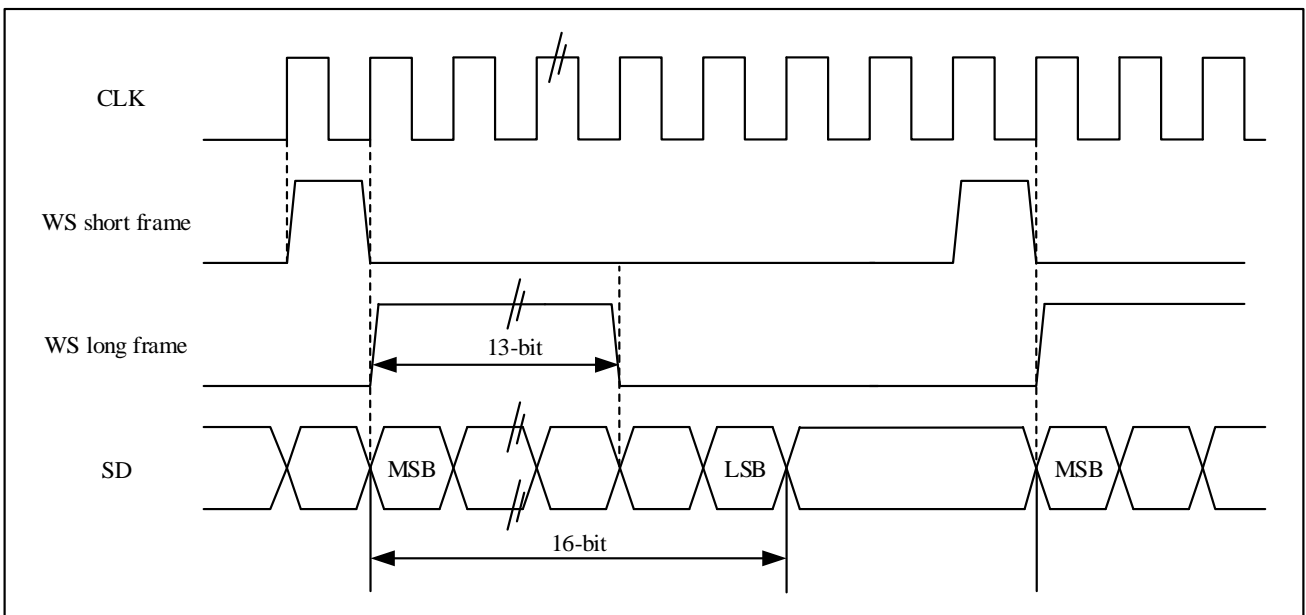 CLK
WS short frame
WS long frame
13-bit
SD
MSB
LSB
MSB
16-bit